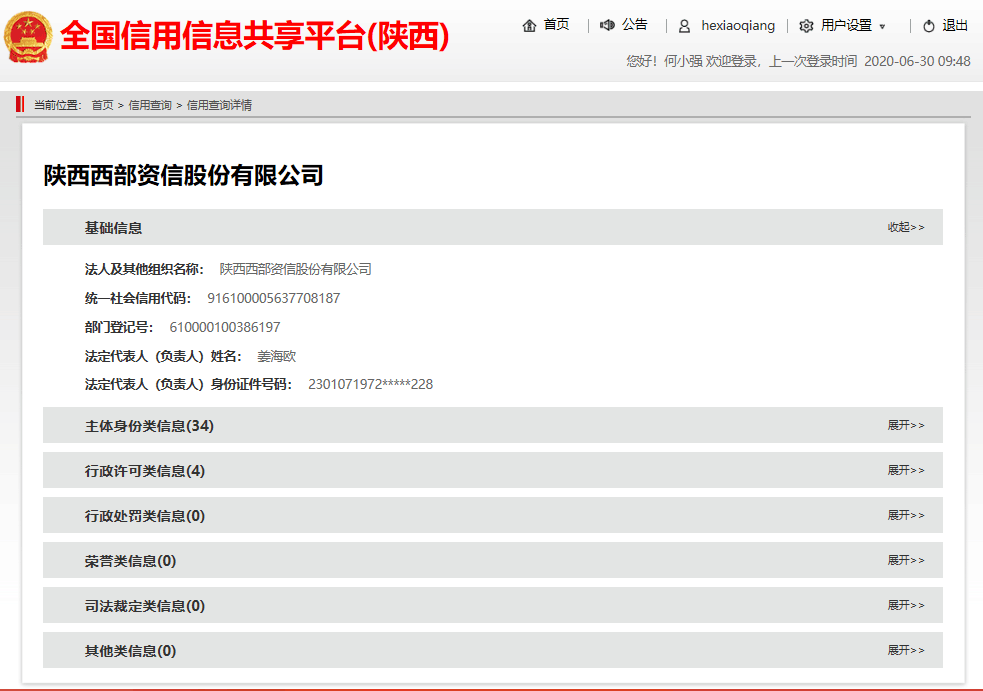 全国信用信息共享平台(陕西)
首页 公告 hexiaoqiang 用户设置 退出
您好！何小强 欢迎登录，上一次登录时间 2020-06-30 09:48
当前位置： 首页 > 信用查询 > 信用查询详情
陕西西部资信股份有限公司
基础信息 收起>>
法人及其他组织名称： 陕西西部资信股份有限公司
统一社会信用代码： 916100005637708187
部门登记号： 610000100386197
法定代表人（负责人）姓名： 姜海欧
法定代表人（负责人）身份证件号码： 2301071972*****228
主体身份类信息(34) 展开>>
行政许可类信息(4) 展开>>
行政处罚类信息(0) 展开>>
荣誉类信息(0) 展开>>
司法裁定类信息(0) 展开>>
其他类信息(0) 展开>>